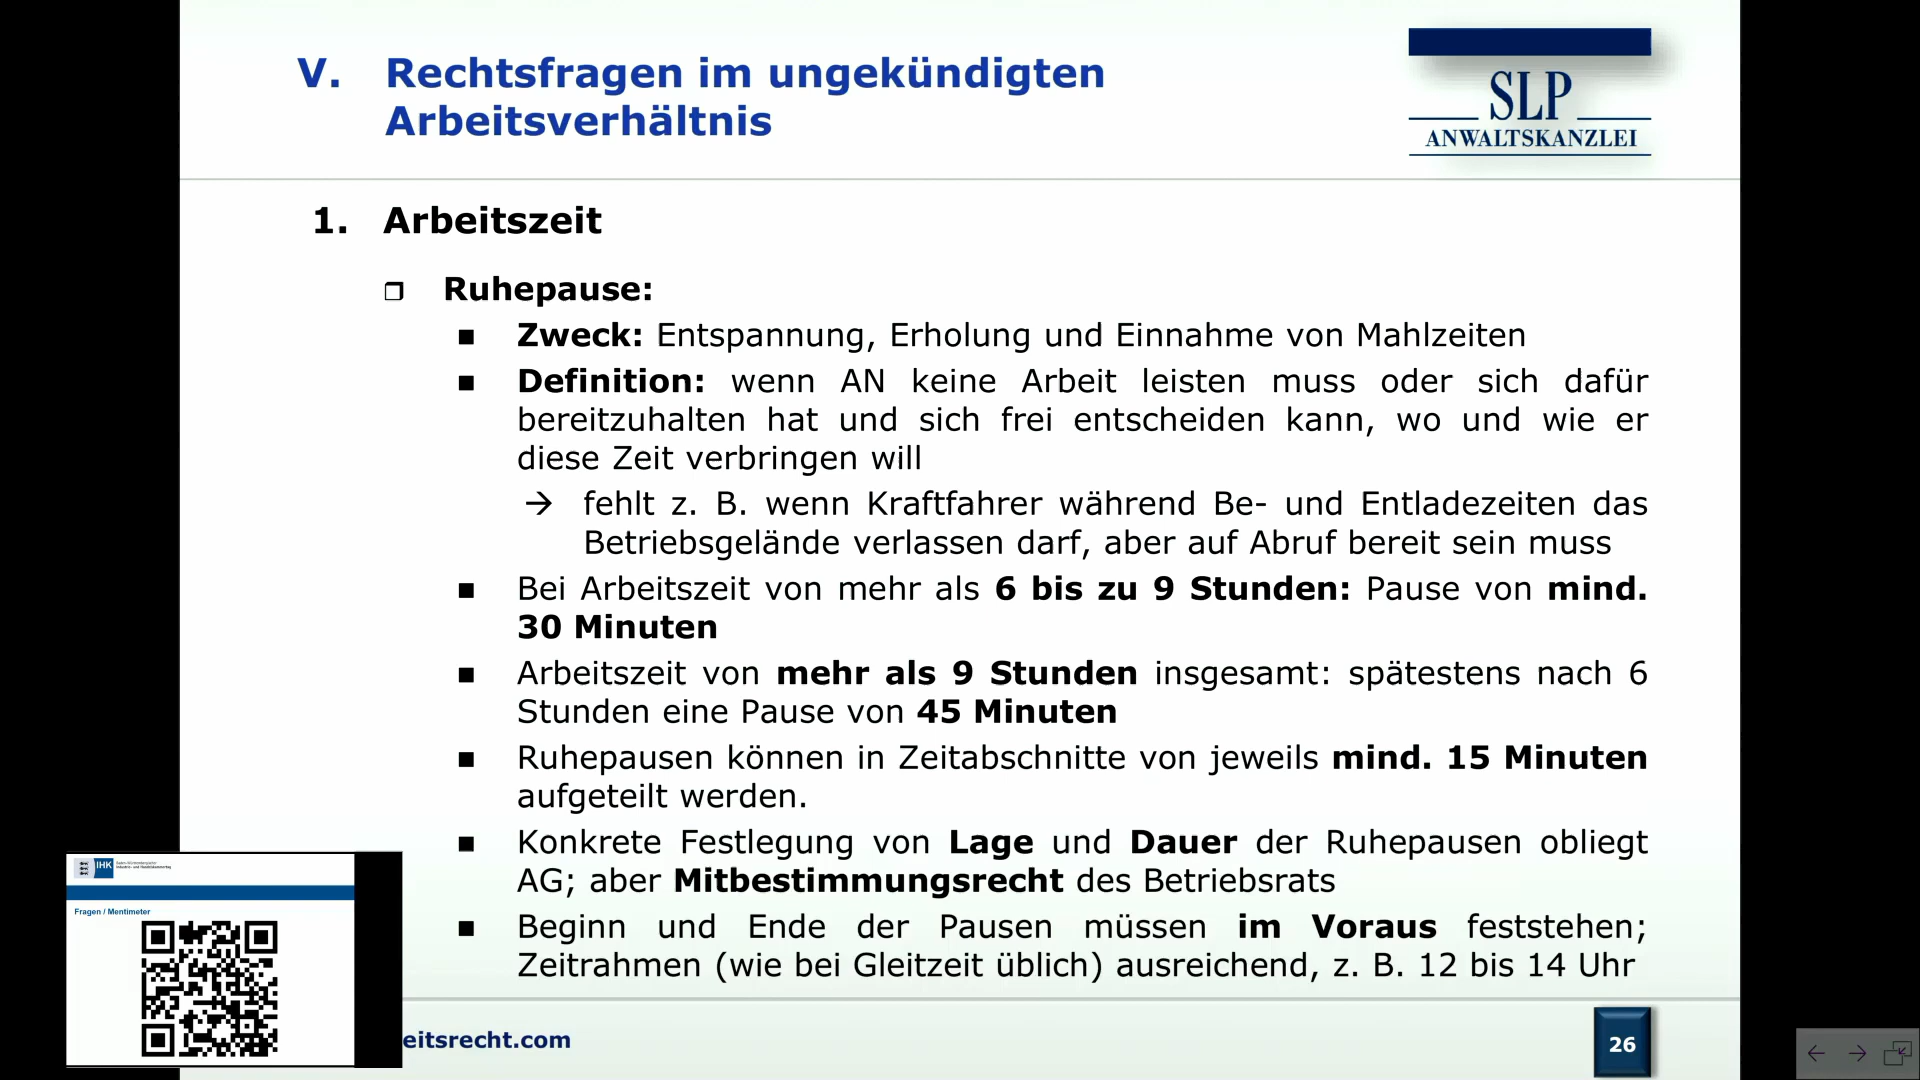 V. Rechtsfragen im ungekündigten
Arbeitsverhältnis
SLP
ANWALTSKANZLEI
1. Arbeitszeit
Ruhepause:
Zweck: Entspannung, Erholung und Einnahme von Mahlzeiten
Definition: wenn AN keine Arbeit leisten muss oder sich dafür
bereitzuhalten hat und sich frei entscheiden kann, wo und wie er
diese Zeit verbringen will
→ fehlt z. B. wenn Kraftfahrer während Be- und Entladezeiten das
Betriebsgelände verlassen darf, aber auf Abruf bereit sein muss
Bei Arbeitszeit von mehr als 6 bis zu 9 Stunden: Pause von mind.
30 Minuten
Arbeitszeit von mehr als 9 Stunden insgesamt: spätestens nach 6
Stunden eine Pause von 45 Minuten
Ruhepausen können in Zeitabschnitte von jeweils mind. 15 Minuten
aufgeteilt werden.
Konkrete Festlegung von Lage und Dauer der Ruhepausen obliegt
AG; aber Mitbestimmungsrecht des Betriebsrats
Beginn und Ende der Pausen müssen im Voraus feststehen;
Zeitrahmen (wie bei Gleitzeit üblich) ausreichend, z. B. 12 bis 14 Uhr
IHK
Fragen / Mentimeter
eitsrecht.com
26